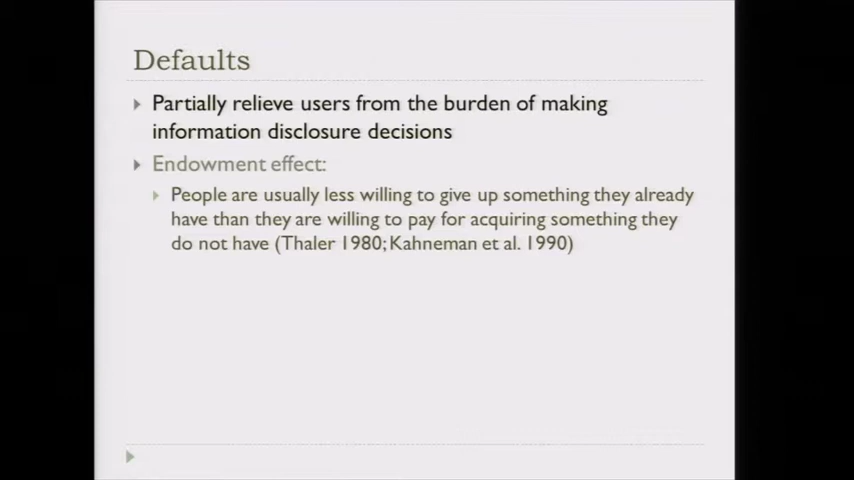 Defaults
Partially relieve users from the burden of making
information disclosure decisions
Endowment effect:
People are usually less willing to give up something they already
have than they are willing to pay for acquiring something they
do not have (Thaler 1980; Kahneman et al. 1990)